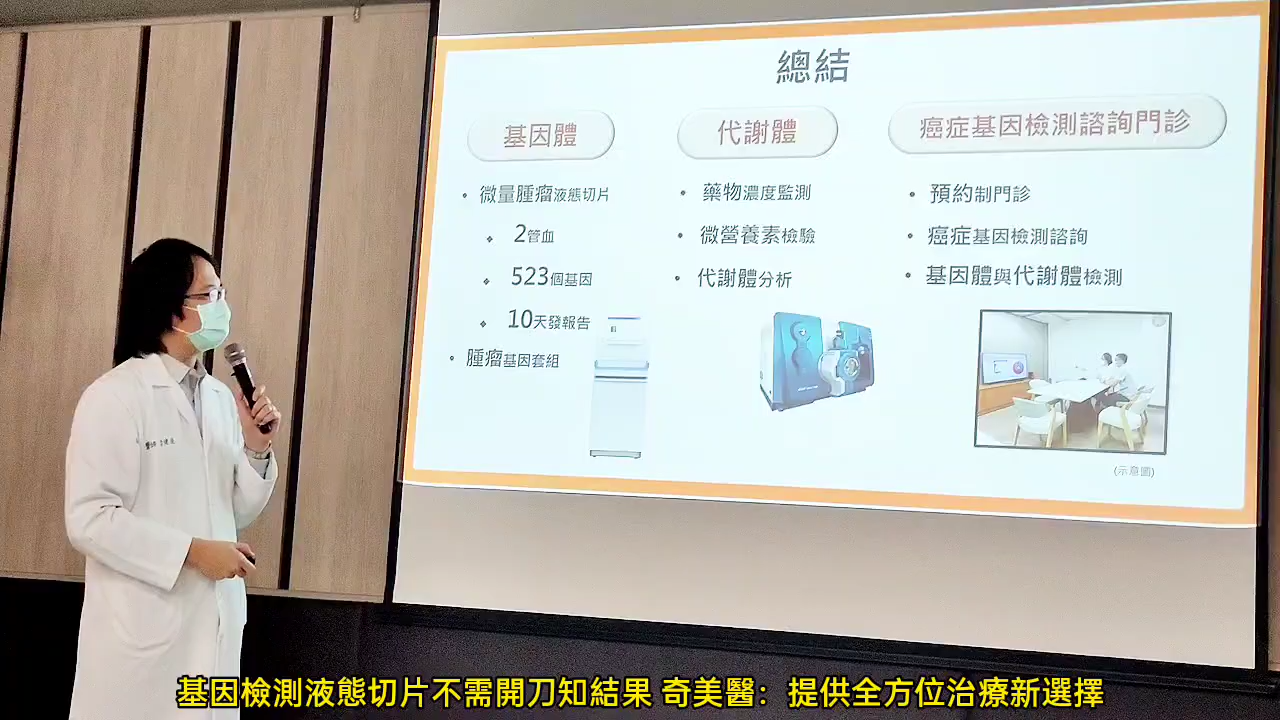 總結
基因體
• 微量腫瘤液態切片
◆ 2管血
◆ 523個基因
◆ 10天發報告
• 腫瘤基因套組
代謝體
• 藥物濃度監測
• 微營養素檢驗
• 代謝體分析
癌症基因檢測諮詢門診
• 預約制門診
• 癌症基因檢測諮詢
• 基因體與代謝體檢測
(示意圖)
基因檢測液態切片不需開刀知結果 奇美醫：提供全方位治療新選擇